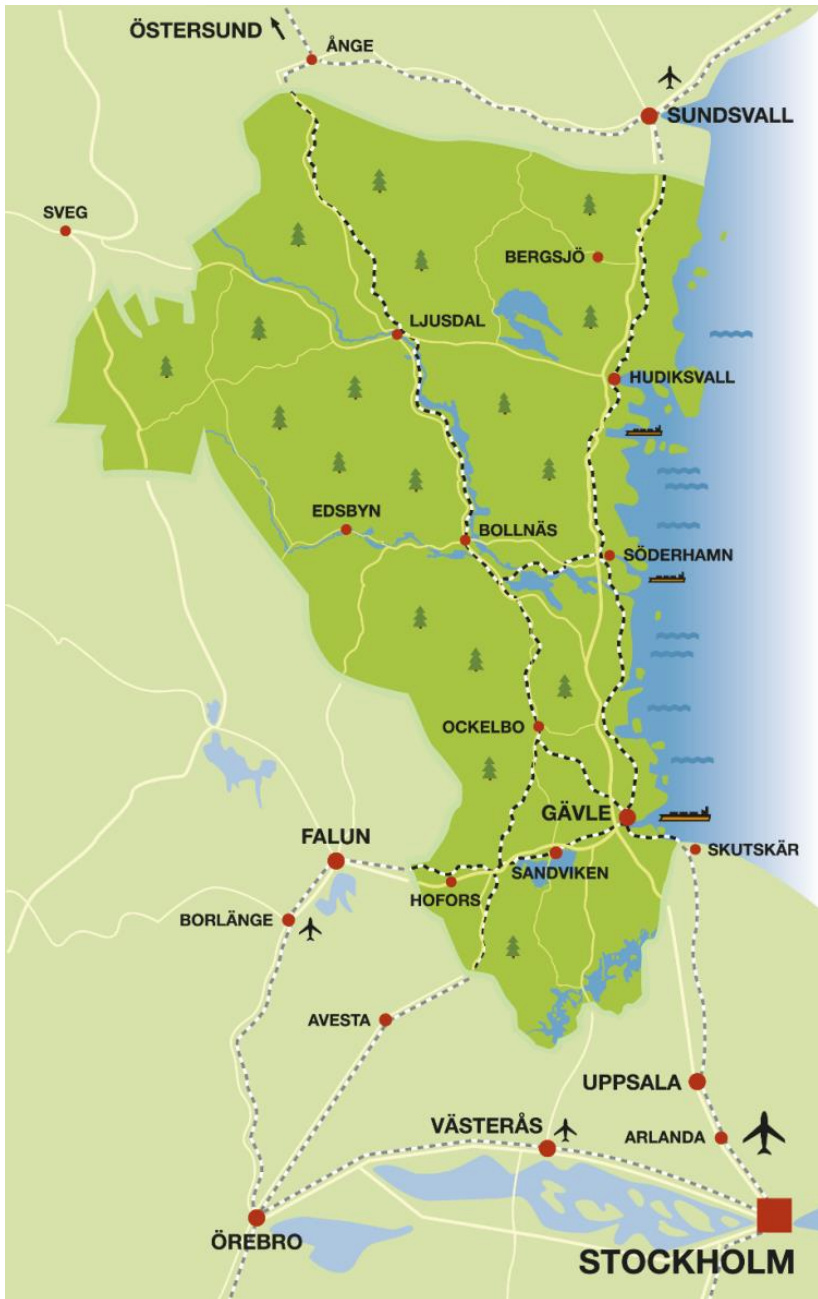 ÖSTERSUND
ÅNGE
SUNDSVALL
SVEG
BERGSJÖ
LJUSDAL
HUDIKSVALL
EDSBYN
BOLLNÄS
SÖDERHAMN
OCKELBO
GÄVLE
FALUN
SKUTSKÄR
SANDVIKEN
HOFORS
BORLÄNGE
AVESTA
UPPSALA
VÄSTERÅS
ARLANDA
ÖREBRO
STOCKHOLM